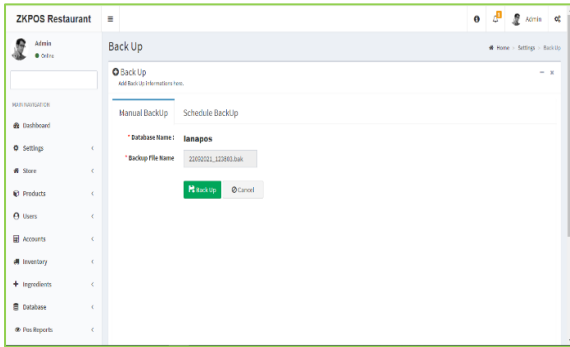 ZKPOS Restaurant
Admin
Admin
Online
Back Up
Home
Settings
Back Up
Back Up
Add Back Up Informations here.
MAIN NAVIGATION
Manual BackUp
Schedule BackUp
Dashboard
* Database Name :
lanapos
Settings
* Backup File Name
Store
Products
Back Up
Cancel
Users
Accounts
Inventory
Ingredients
Database
Pos Reports